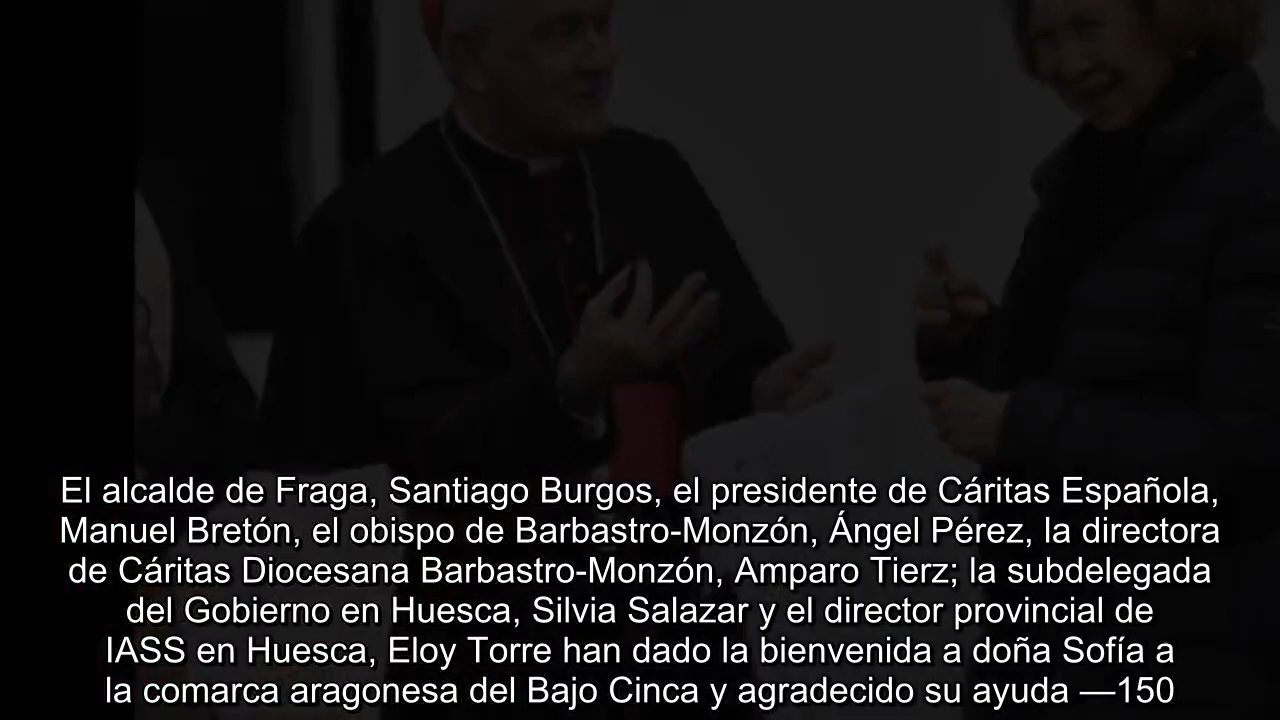 El alcalde de Fraga, Santiago Burgos, el presidente de Cáritas Española,
Manuel Bretón, el obispo de Barbastro-Monzón, Ángel Pérez, la directora
de Cáritas Diocesana Barbastro-Monzón, Amparo Tierz; la subdelegada
del Gobierno en Huesca, Silvia Salazar y el director provincial de
IASS en Huesca, Eloy Torre han dado la bienvenida a doña Sofía a
la comarca aragonesa del Bajo Cinca y agradecido su ayuda —150